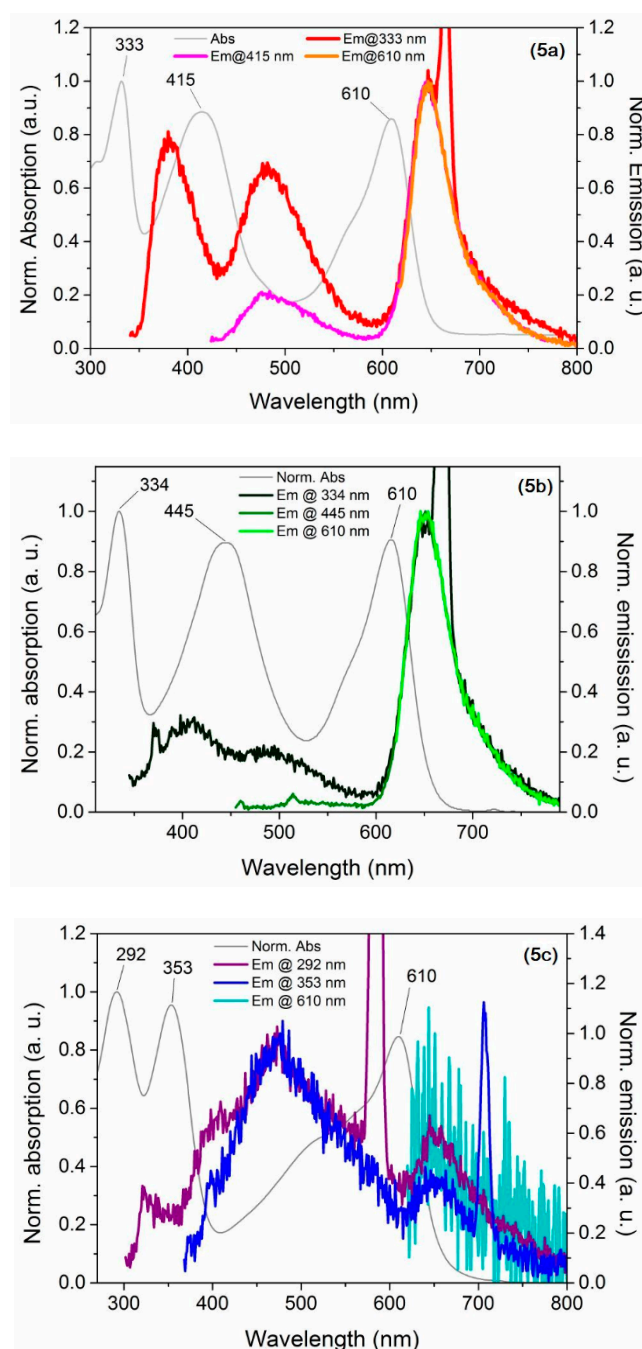 Abs Em@333 nm (5a)
Em@415 nm Em@610 nm
333
415
610
1.2 1.2
1.0 1.0
0.8 0.8
0.6 0.6
0.4 0.4
0.2 0.2
0.0 0.0
300 400 500 600 700 800
Norm. Absorption (a.u.)
Norm. Emission (a. u.)
Wavelength (nm)
Norm. Abs (5b)
Em @ 334 nm
Em @ 445 nm
Em @ 610 nm
334
445
610
1.0 1.0
0.8 0.8
0.6 0.6
0.4 0.4
0.2 0.2
0.0 0.0
400 500 600 700
Norm. absorption (a. u.)
Norm. emissission (a. u.)
Wavelength (nm)
Norm. Abs (5c)
Em @ 292 nm
Em @ 353 nm
Em @ 610 nm
292
353
610
1.2 1.4
1.0 1.2
0.8 1.0
0.6 0.8
0.4 0.6
0.2 0.4
0.0 0.2
0.0
300 400 500 600 700 800
Norm. absorption (a. u.)
Norm. emission (a. u.)
Wavelength (nm)